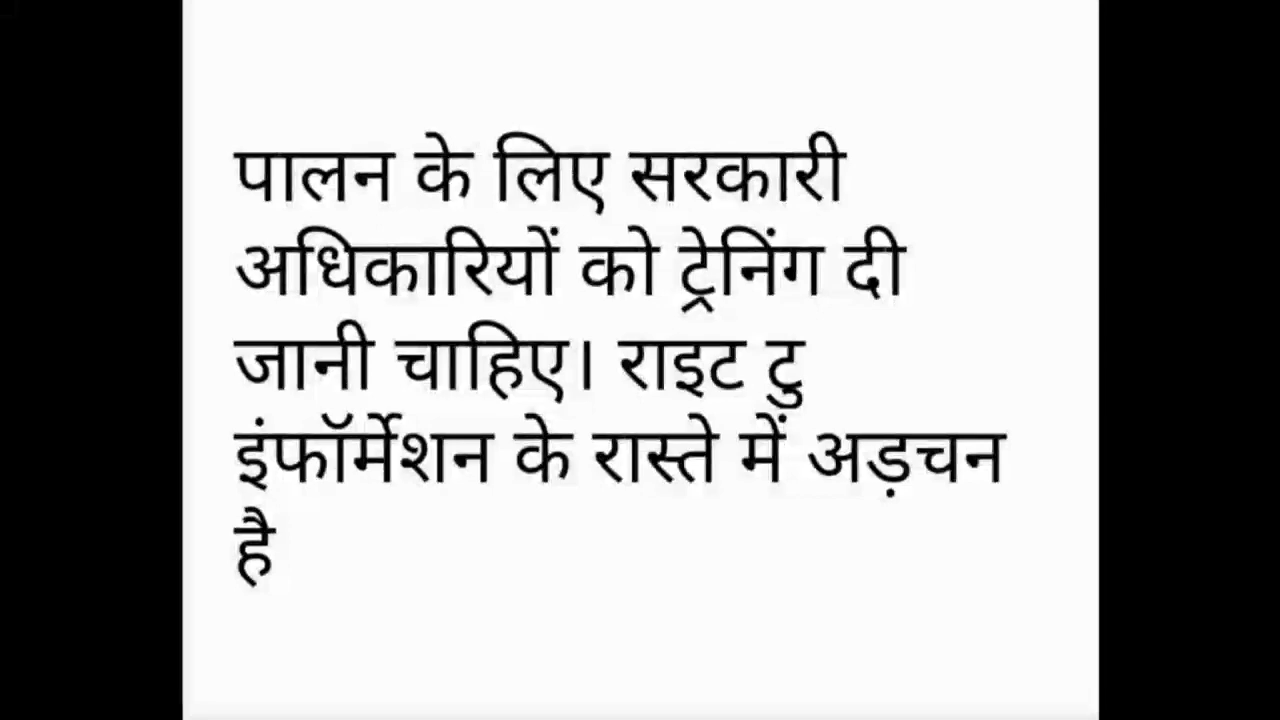 पालन के लिए सरकारी
अधिकारियों को ट्रेनिंग दी
जानी चाहिए। राइट टु
इंफॉर्मेशन के रास्ते में अड़चन
है